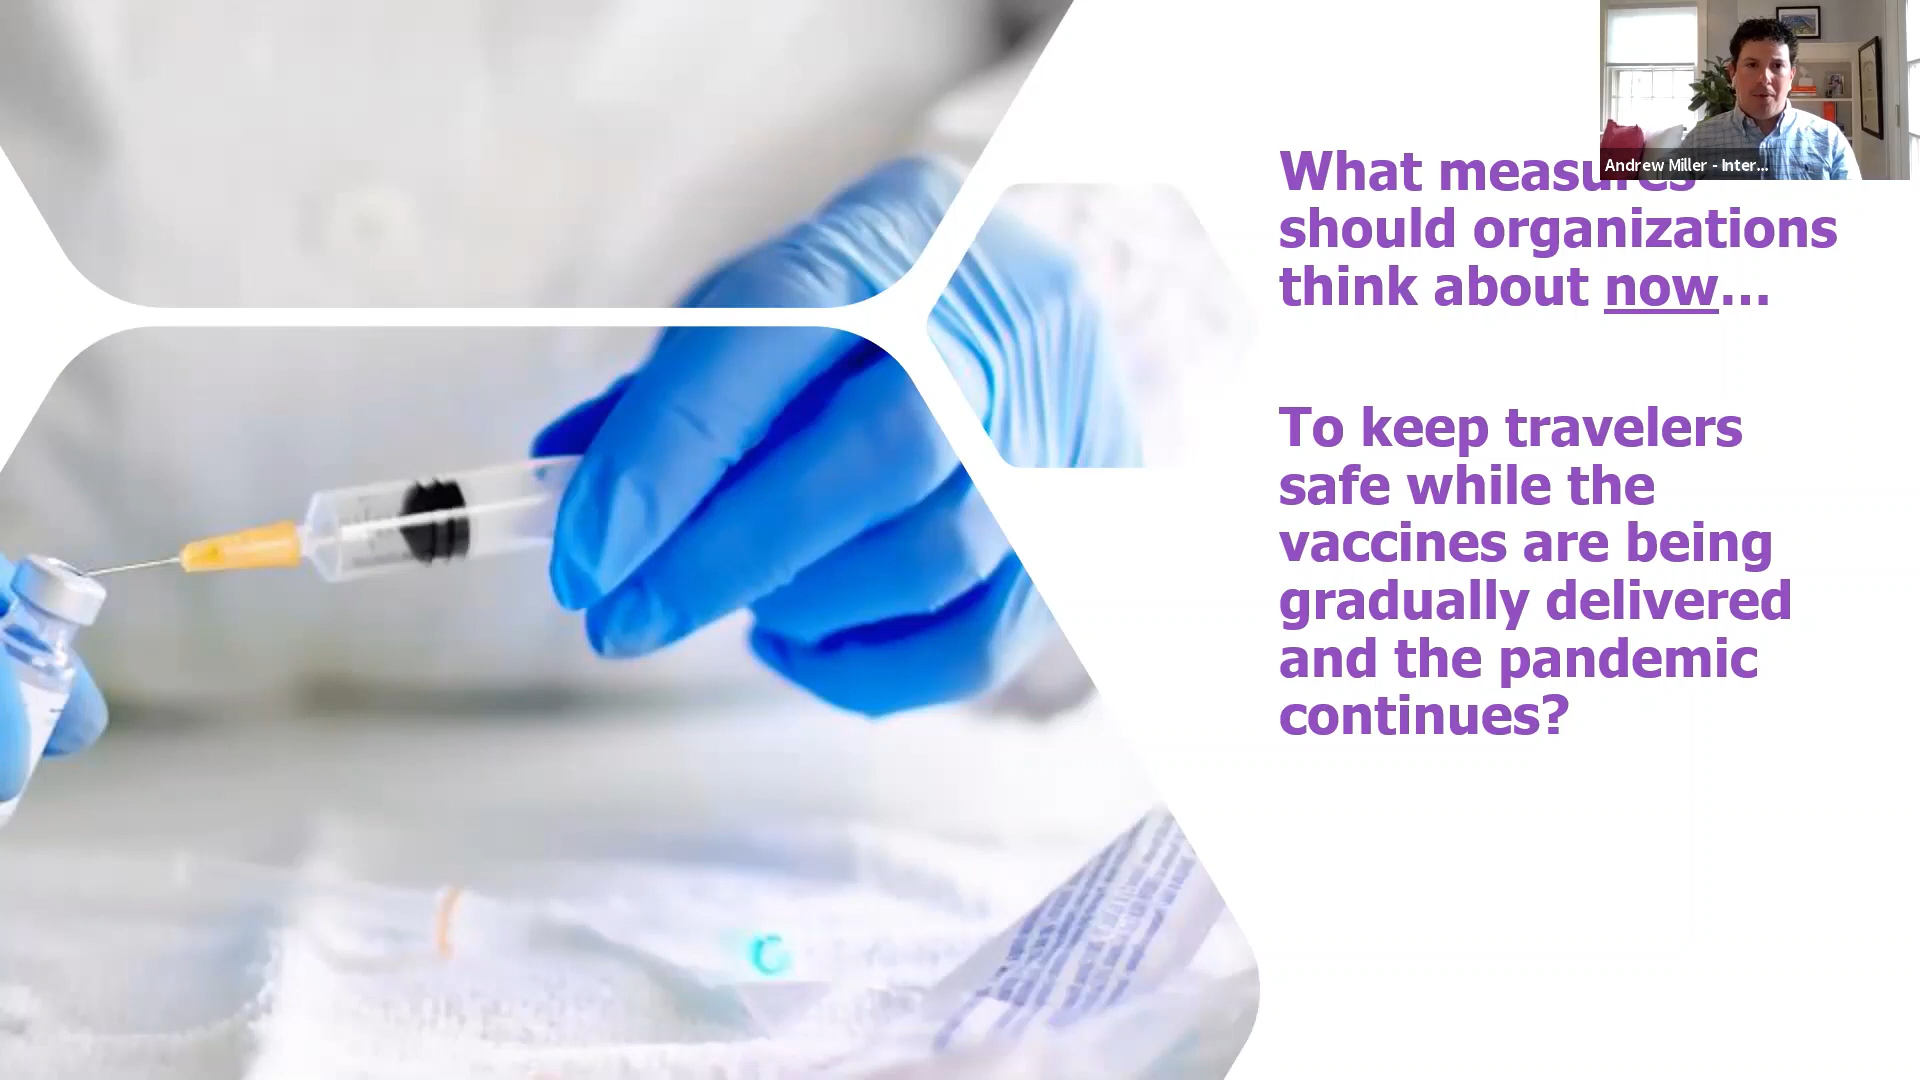 What measures
should organizations
think about now...
To keep travelers
safe while the
vaccines are being
gradually delivered
and the pandemic
continues?
Andrew Miller - Inter...